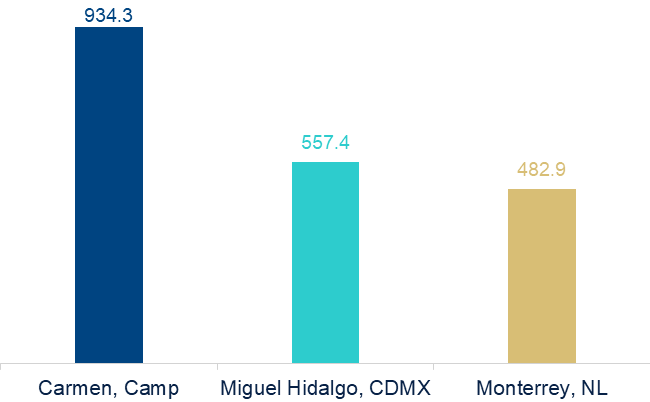 934.3
557.4
482.9
Carmen, Camp
Miguel Hidalgo, CDMX
Monterrey, NL